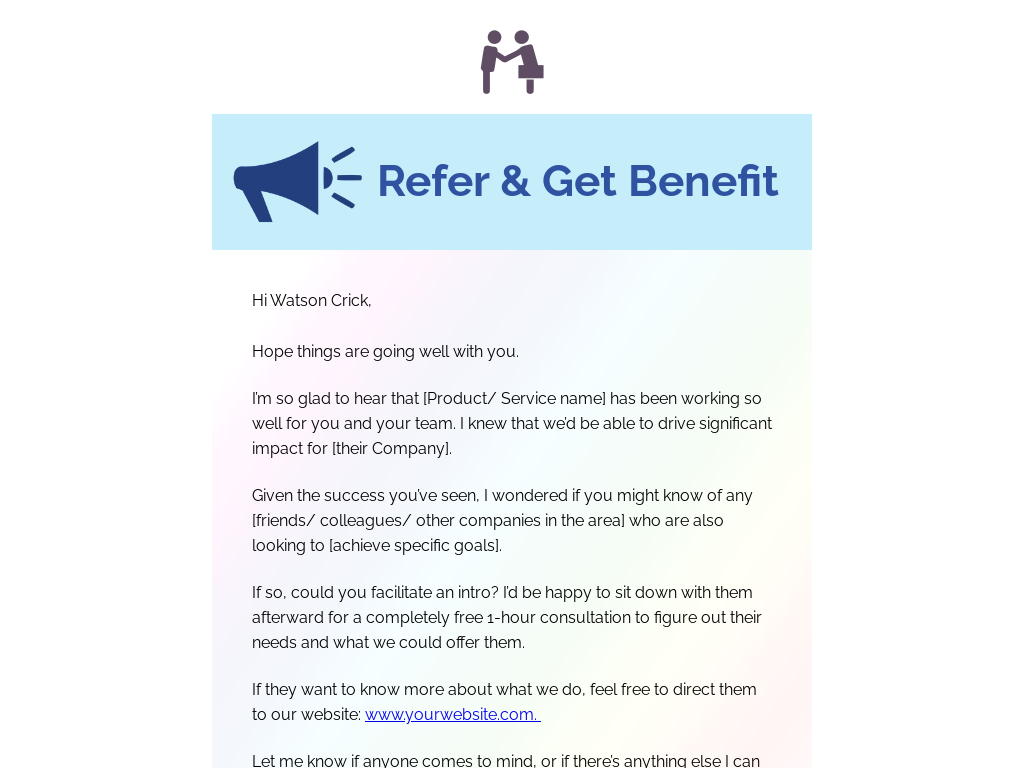 Refer & Get Benefit
Hi Watson Crick,
Hope things are going well with you.
I’m so glad to hear that [Product/ Service name] has been working so
well for you and your team. I knew that we’d be able to drive significant
impact for [their Company].
Given the success you’ve seen, I wondered if you might know of any
[friends/ colleagues/ other companies in the area] who are also
looking to [achieve specific goals].
If so, could you facilitate an intro? I’d be happy to sit down with them
afterward for a completely free 1-hour consultation to figure out their
needs and what we could offer them.
If they want to know more about what we do, feel free to direct them
to our website: www.yourwebsite.com.
Let me know if anyone comes to mind, or if there’s anything else I can